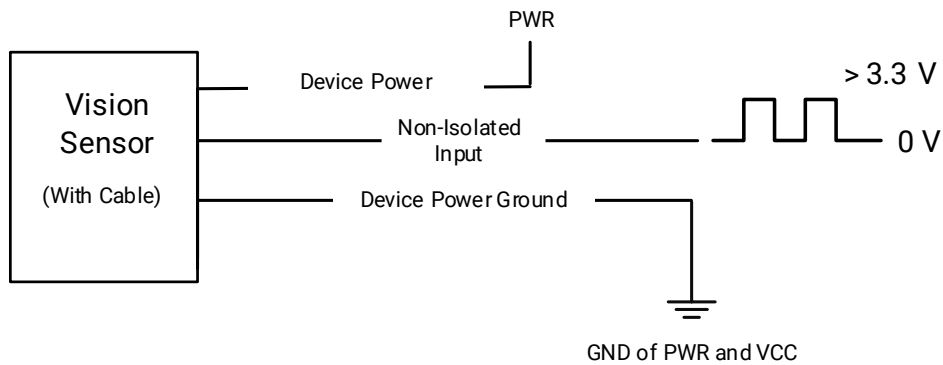 PWR
> 3.3 V
Device Power
Vision
Sensor
(With Cable)
Non-Isolated
Input
0 V
Device Power Ground
GND of PWR and VCC